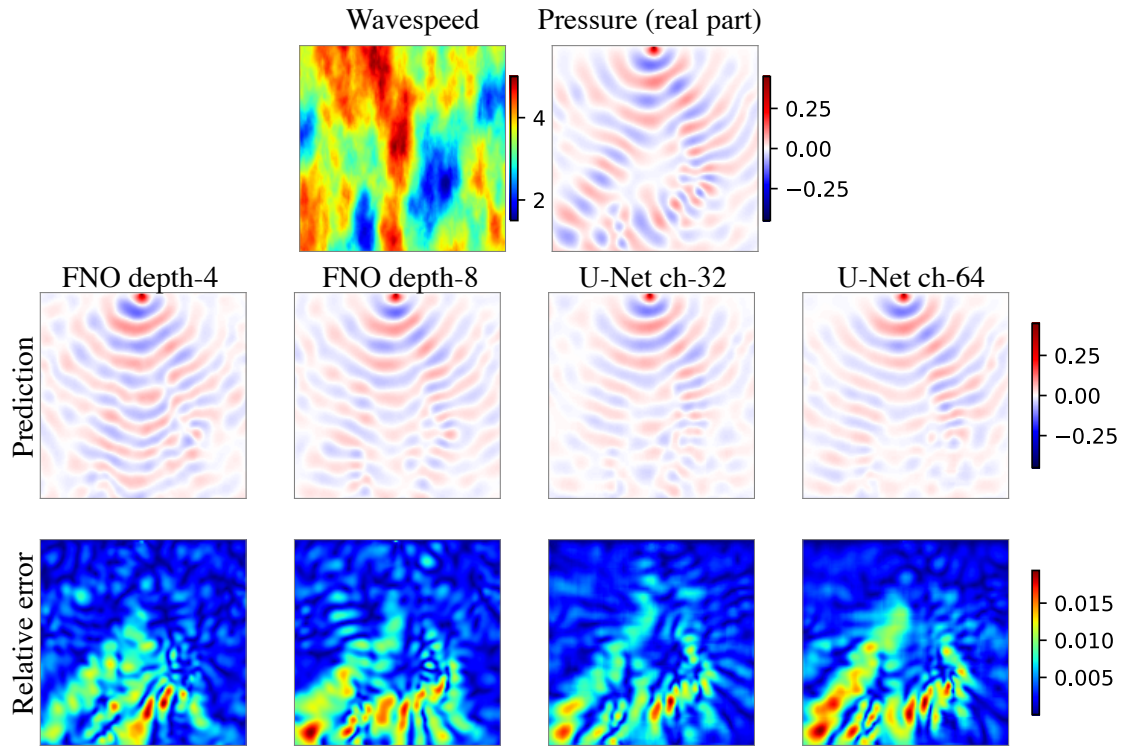 Wavespeed Pressure (real part)
4
2
0.25
0.00
−0.25
FNO depth-4 FNO depth-8 U-Net ch-32 U-Net ch-64
Prediction
0.25
0.00
−0.25
Relative error
0.015
0.010
0.005